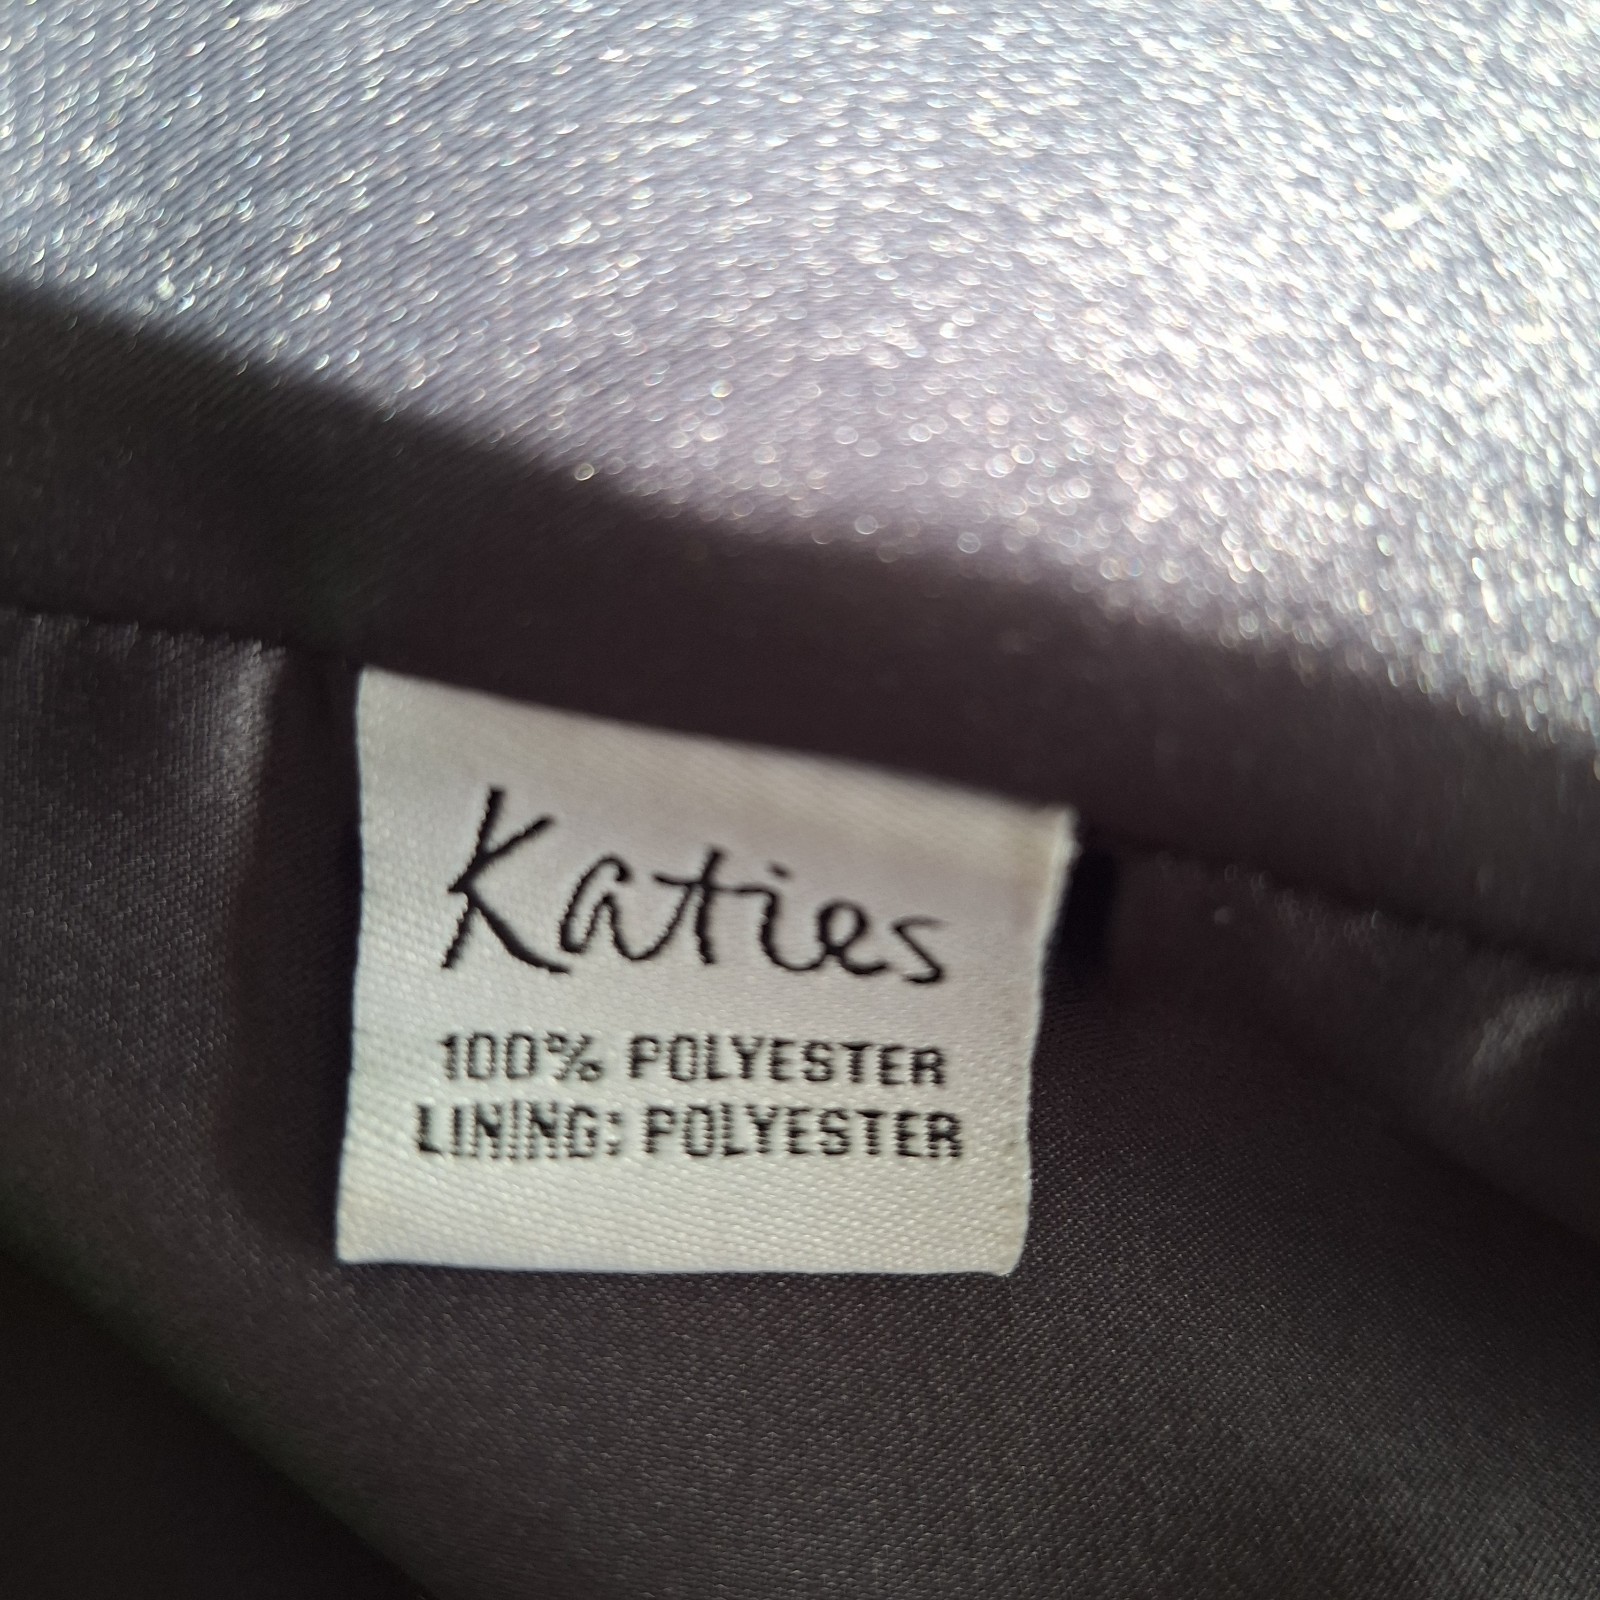 Katies
100% POLYESTER
LINING: POLYESTER